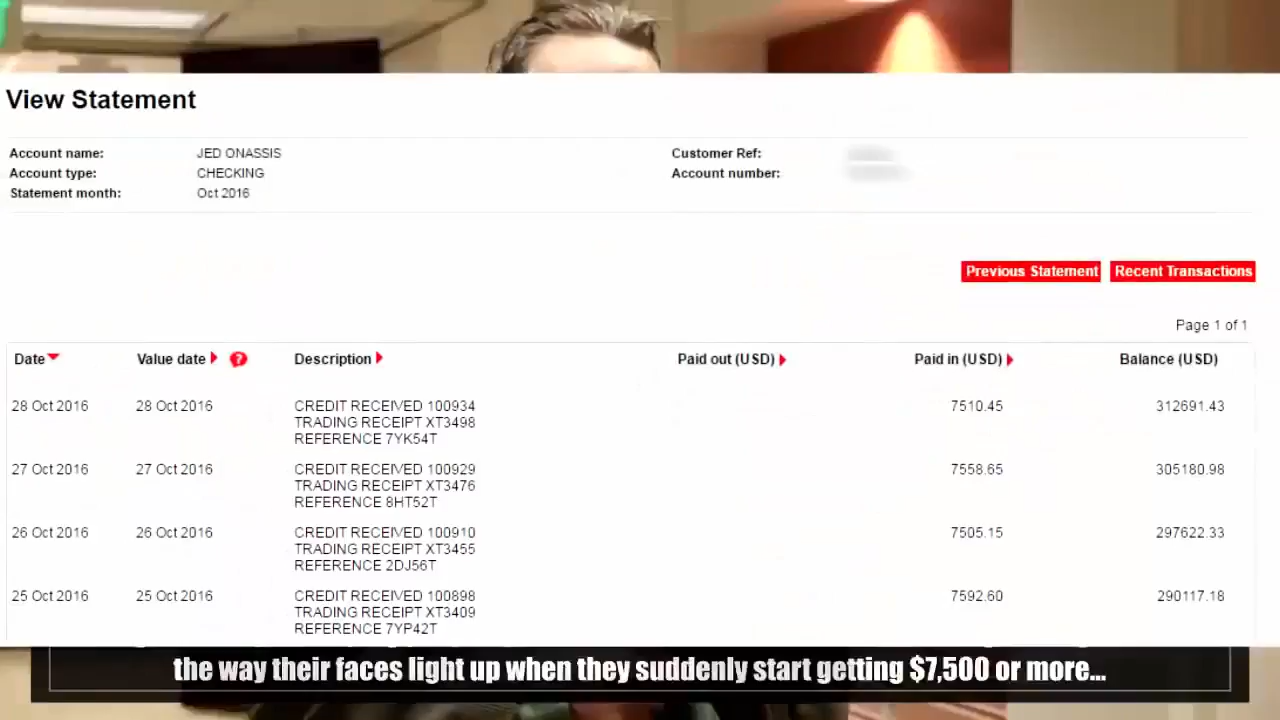 View Statement
Account name: JED ONASSIS Customer Ref:
Account type: CHECKING Account number:
Statement month: Oct 2016
Previous Statement Recent Transactions
Page 1 of 1
Date Value date ? Description Paid out (USD) Paid in (USD) Balance (USD)
28 Oct 2016 28 Oct 2016 CREDIT RECEIVED 100934 7510.45 312691.43
TRADING RECEIPT XT3498
REFERENCE 7YK54T
27 Oct 2016 27 Oct 2016 CREDIT RECEIVED 100929 7558.65 305180.98
TRADING RECEIPT XT3476
REFERENCE 8HT52T
26 Oct 2016 26 Oct 2016 CREDIT RECEIVED 100910 7505.15 297622.33
TRADING RECEIPT XT3455
REFERENCE 2DJ56T
25 Oct 2016 25 Oct 2016 CREDIT RECEIVED 100898 7592.60 290117.18
TRADING RECEIPT XT3409
REFERENCE 7YP42T
the way their faces light up when they suddenly start getting $7,500 or more...